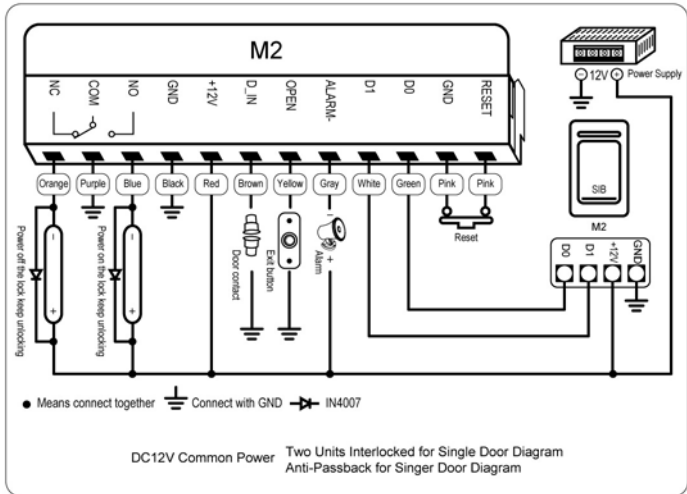 M2
NC COM NO GND +12V D_IN OPEN ALARM- D1 D0 GND RESET
- 12V + Power Supply
SIB
M2
Orange Purple Blue Black Red Brown Yellow Gray White Green Pink Pink
D0 D1 +12V GND
Power off the lock keep unlocking
- +
Power on the lock keep unlocking
- +
Door contact
Exit button
- Alarm +
Reset
Means connect together Connect with GND IN4007
DC12V Common Power Two Units Interlocked for Single Door Diagram
Anti-Passback for Singer Door Diagram